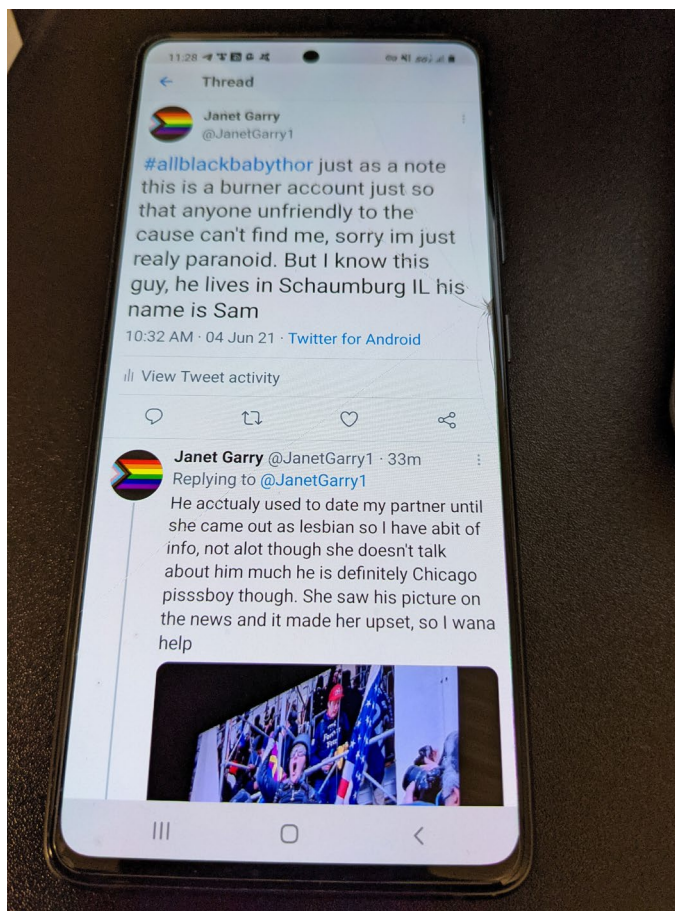 11:28
Thread
Janet Garry
@JanetGarry1
#allblackbabythor just as a note
this is a burner account just so
that anyone unfriendly to the
cause can't find me, sorry im just
realy paranoid. But I know this
guy, he lives in Schaumburg IL his
name is Sam
10:32 AM · 04 Jun 21 · Twitter for Android
View Tweet activity
Janet Garry @JanetGarry1 · 33m
Replying to @JanetGarry1
He acctualy used to date my partner until
she came out as lesbian so I have abit of
info, not alot though she doesn't talk
about him much he is definitely Chicago
pisssboy though. She saw his picture on
the news and it made her upset, so I wana
help